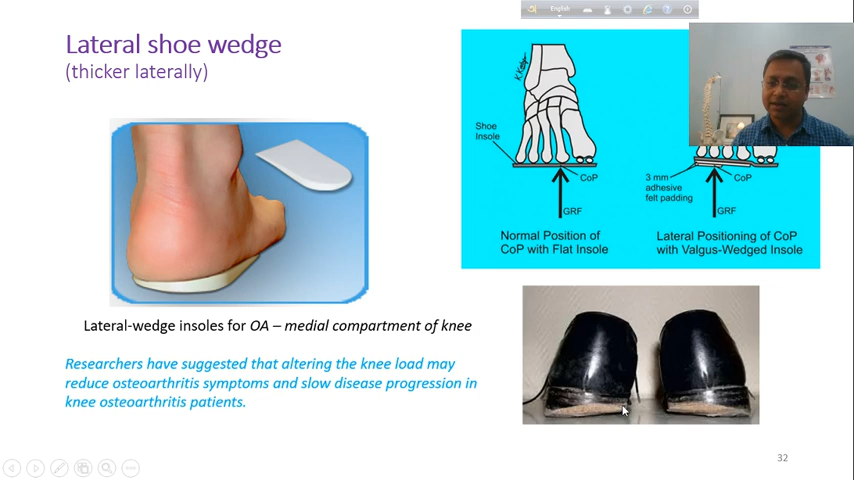 English
Lateral shoe wedge
(thicker laterally)
Shoe
Insole
CoP
GRF
Normal Position of
CoP with Flat Insole
3 mm
adhesive
felt padding
CoP
GRF
Lateral Positioning of CoP
with Valgus-Wedged Insole
Lateral-wedge insoles for OA – medial compartment of knee
Researchers have suggested that altering the knee load may
reduce osteoarthritis symptoms and slow disease progression in
knee osteoarthritis patients.
32